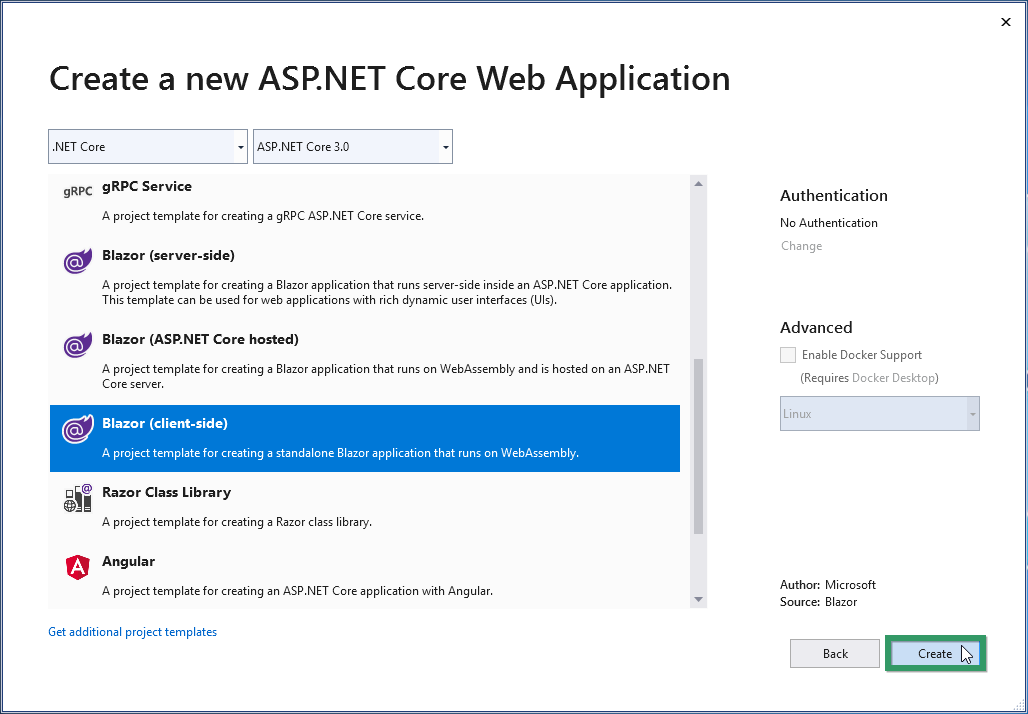 Create a new ASP.NET Core Web Application
.NET Core
ASP.NET Core 3.0
gRPC
gRPC Service
A project template for creating a gRPC ASP.NET Core service.
@
Blazor (server-side)
A project template for creating a Blazor application that runs server-side inside an ASP.NET Core application.
This template can be used for web applications with rich dynamic user interfaces (UIs).
@
Blazor (ASP.NET Core hosted)
A project template for creating a Blazor application that runs on WebAssembly and is hosted on an ASP.NET
Core server.
@
Blazor (client-side)
A project template for creating a standalone Blazor application that runs on WebAssembly.
@
Razor Class Library
A project template for creating a Razor class library.
A
Angular
A project template for creating an ASP.NET Core application with Angular.
Get additional project templates
Authentication
No Authentication
Change
Advanced
Enable Docker Support
(Requires Docker Desktop)
Linux
Author: Microsoft
Source: Blazor
Back
Create